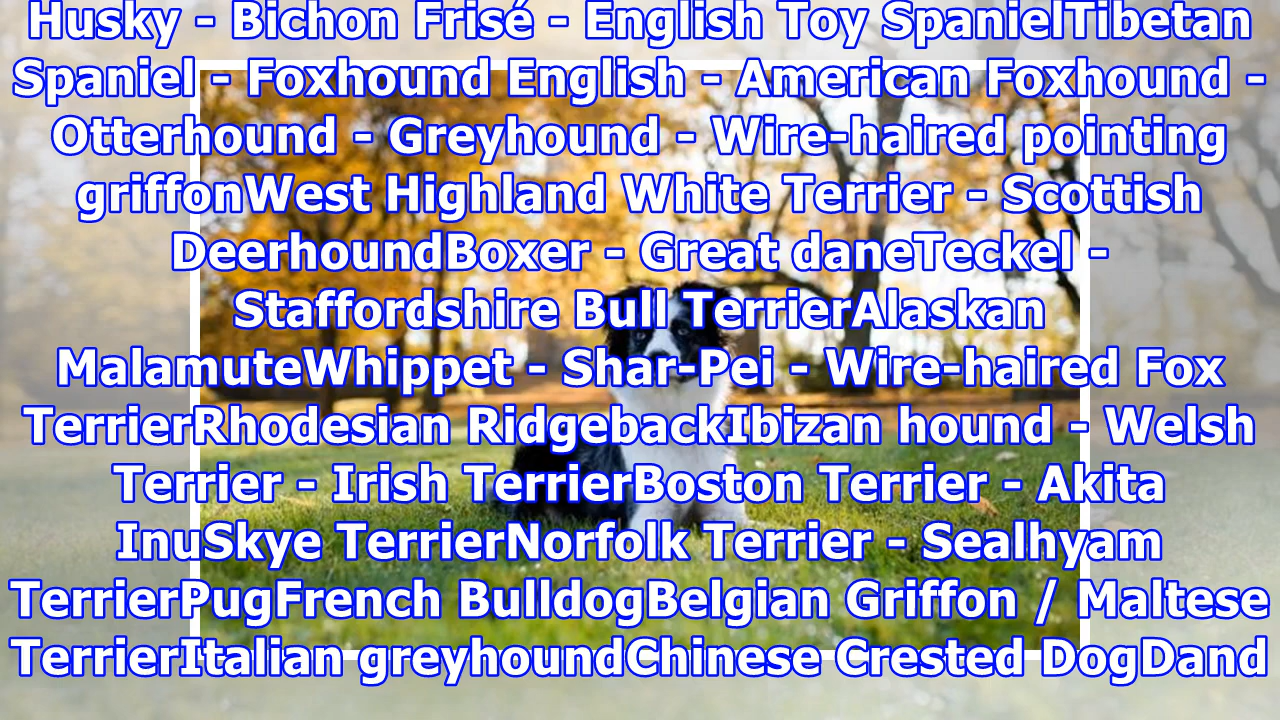 Husky - Bichon Frisé - English Toy SpanielTibetan
Spaniel - Foxhound English - American Foxhound -
Otterhound - Greyhound - Wire-haired pointing
griffonWest Highland White Terrier - Scottish
DeerhoundBoxer - Great daneTeckel -
Staffordshire Bull TerrierAlaskan
MalamuteWhippet - Shar-Pei - Wire-haired Fox
TerrierRhodesian RidgebackIbizan hound - Welsh
Terrier - Irish TerrierBoston Terrier - Akita
InuSkye TerrierNorfolk Terrier - Sealhyam
TerrierPugFrench BulldogBelgian Griffon / Maltese
TerrierItalian greyhoundChinese Crested DogDand